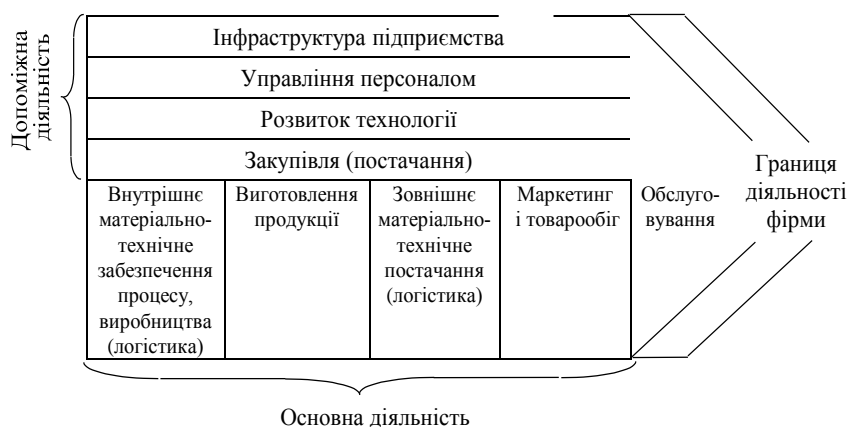 Допоміжна
діяльність
Інфраструктура підприємства
Управління персоналом
Розвиток технології
Закупівля (постачання)
Внутрішнє
матеріально-
технічне
забезпечення
процесу,
виробництва
(логістика)
Виготовлення
продукції
Зовнішнє
матеріально-
технічне
постачання
(логістика)
Маркетинг
і товарообіг
Обслуго-
вування
Границя
діяльності
фірми
Основна діяльність